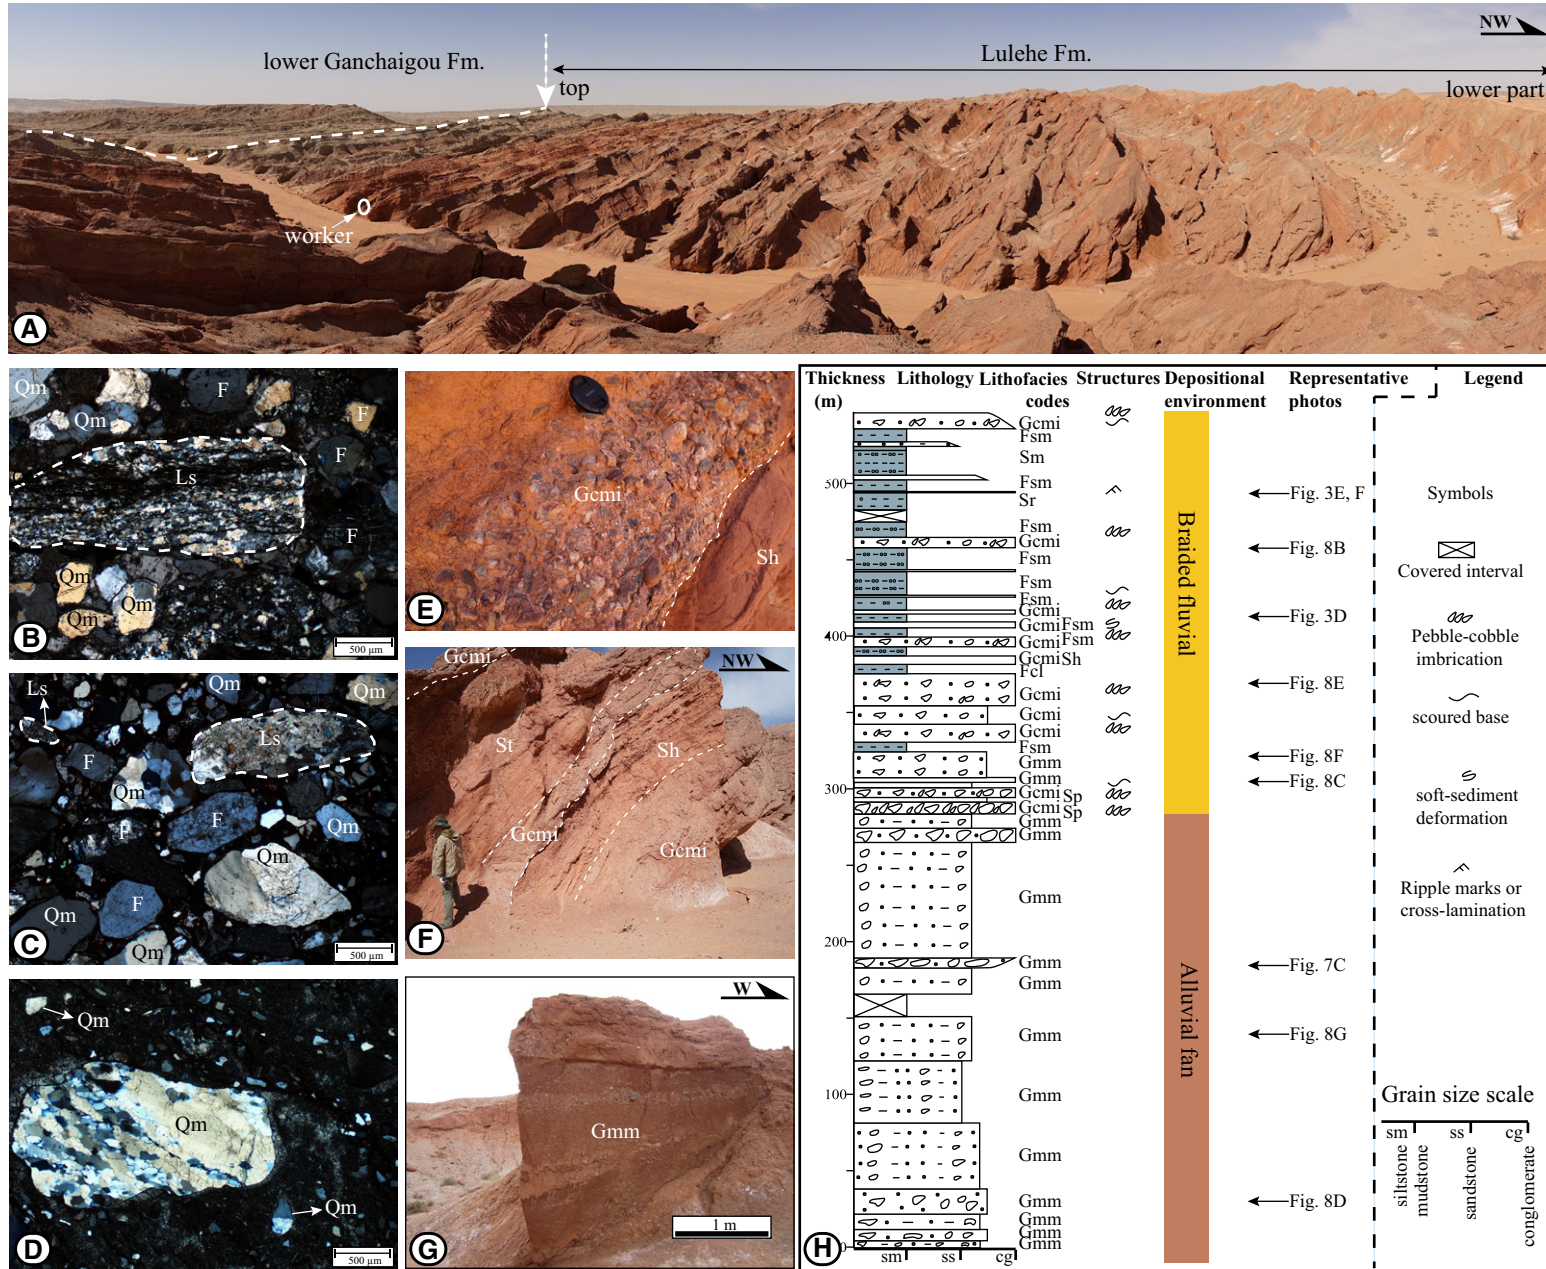 NW
lower Ganchaigou Fm.
Lulehe Fm.
top
lower part
worker
A
Qm
F
Qm
F
F
Ls
F
Qm
Qm
Qm
B
500 µm
Qm
Qm
Ls
Ls
F
Qm
F
F
Qm
Qm
F
Qm
Qm
C
500 µm
Qm
Qm
Qm
D
500 µm
Gcmi
Sh
E
Gcmi
NW
St
Sh
Gcmi
Gcmi
F
W
Gmm
1 m
G
Thickness Lithology Lithofacies Structures Depositional Representative Legend
(m) codes environment photos
Gcmi
Fsm
Sm
500
Fsm
Sr
Fig. 3E, F
Fsm
Gcmi
Fsm
Fig. 8B
Fsm
Fsm
Gcmi
Fig. 3D
GcmiFsm
400
GcmiFsm
GcmiSh
Fcl
Fig. 8E
Gcmi
Gcmi
Gcmi
Fsm
Gmm
Fig. 8F
Gmm
Fig. 8C
300
Gcmi Sp
Gcmi Sp
Gmm
Gmm
Gmm
200
Gmm
Fig. 7C
Gmm
Gmm
Fig. 8G
100
Gmm
Gmm
Gmm
Fig. 8D
Gmm
Gmm
Gmm
0
sm ss cg
Braided fluvial
Alluvial fan
H
Symbols
Covered interval
Pebble-cobble
imbrication
scoured base
soft-sediment
deformation
Ripple marks or
cross-lamination
Grain size scale
sm ss cg
siltstone
mudstone
sandstone
conglomerate